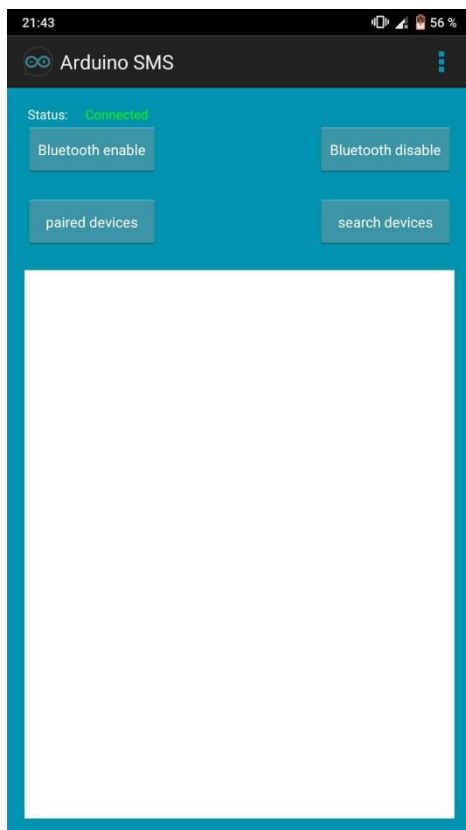 21:43 56 %
Arduino SMS
Status: Connected
Bluetooth enable Bluetooth disable
paired devices search devices